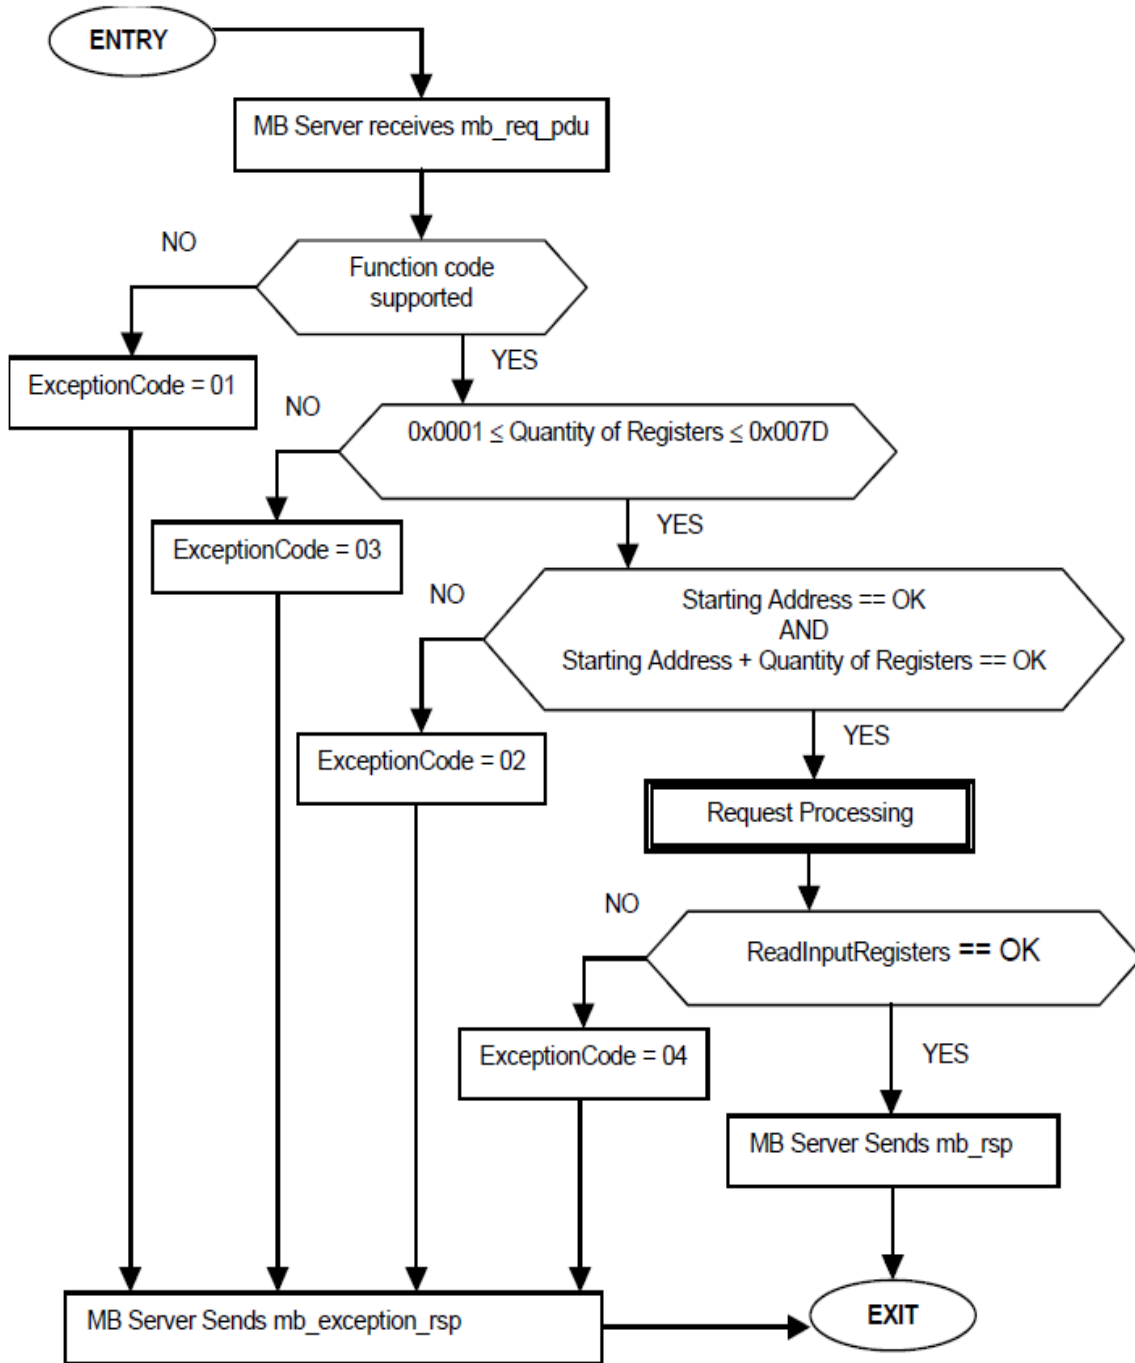 ENTRY
MB Server receives mb_req_pdu
NO
Function code
supported
YES
ExceptionCode = 01
NO
0x0001 ≤ Quantity of Registers ≤ 0x007D
YES
ExceptionCode = 03
NO
Starting Address == OK
AND
Starting Address + Quantity of Registers == OK
YES
ExceptionCode = 02
Request Processing
NO
ReadInputRegisters == OK
YES
ExceptionCode = 04
MB Server Sends mb_rsp
MB Server Sends mb_exception_rsp
EXIT